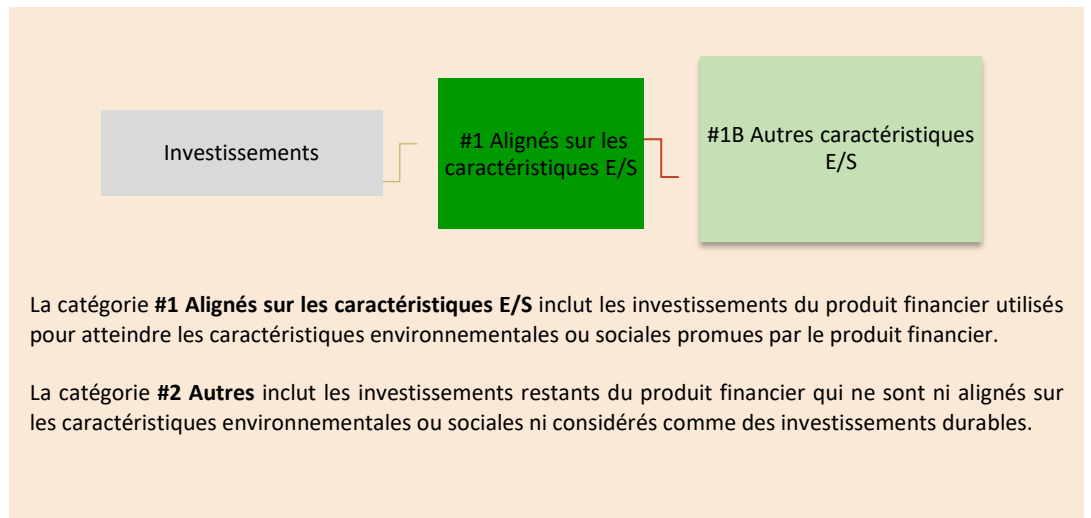 Investissements
#1 Alignés sur les
caractéristiques E/S
#1B Autres caractéristiques
E/S
La catégorie #1 Alignés sur les caractéristiques E/S inclut les investissements du produit financier utilisés
pour atteindre les caractéristiques environnementales ou sociales promues par le produit financier.
La catégorie #2 Autres inclut les investissements restants du produit financier qui ne sont ni alignés sur
les caractéristiques environnementales ou sociales ni considérés comme des investissements durables.